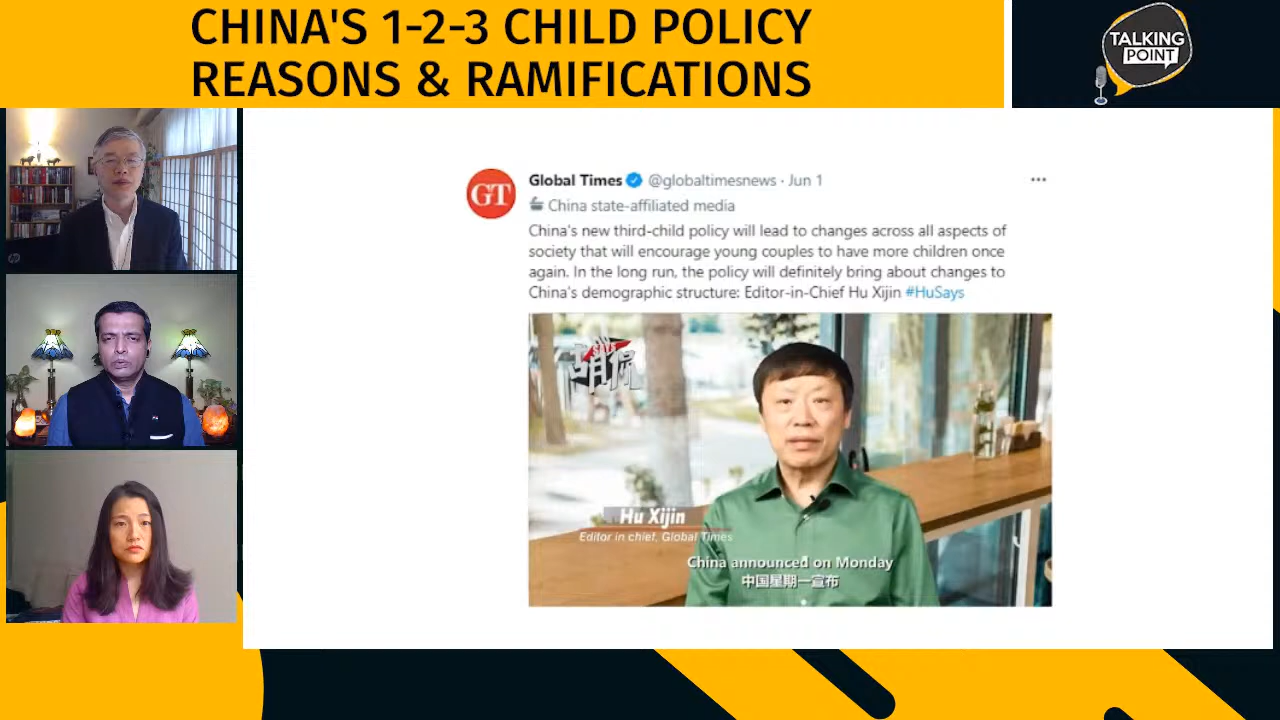 CHINA'S 1-2-3 CHILD POLICY
REASONS & RAMIFICATIONS
TALKING
POINT
GT
Global Times @globaltimesnews · Jun 1
China state-affiliated media
China's new third-child policy will lead to changes across all aspects of
society that will encourage young couples to have more children once
again. In the long run, the policy will definitely bring about changes to
China's demographic structure: Editor-in-Chief Hu Xijin #HuSays
SAYS
胡侃
Hu Xijin
Editor in chief, Global Times
China announced on Monday
中国星期一宣布
hp